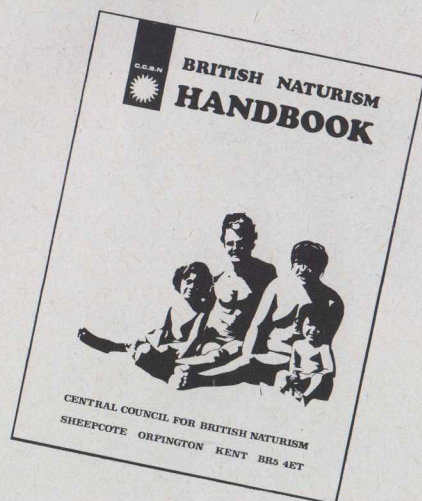 C.C.B.N
BRITISH NATURISM
HANDBOOK
CENTRAL COUNCIL FOR BRITISH NATURISM
SHEEPCOTE ORPINGTON KENT BR5 4ET